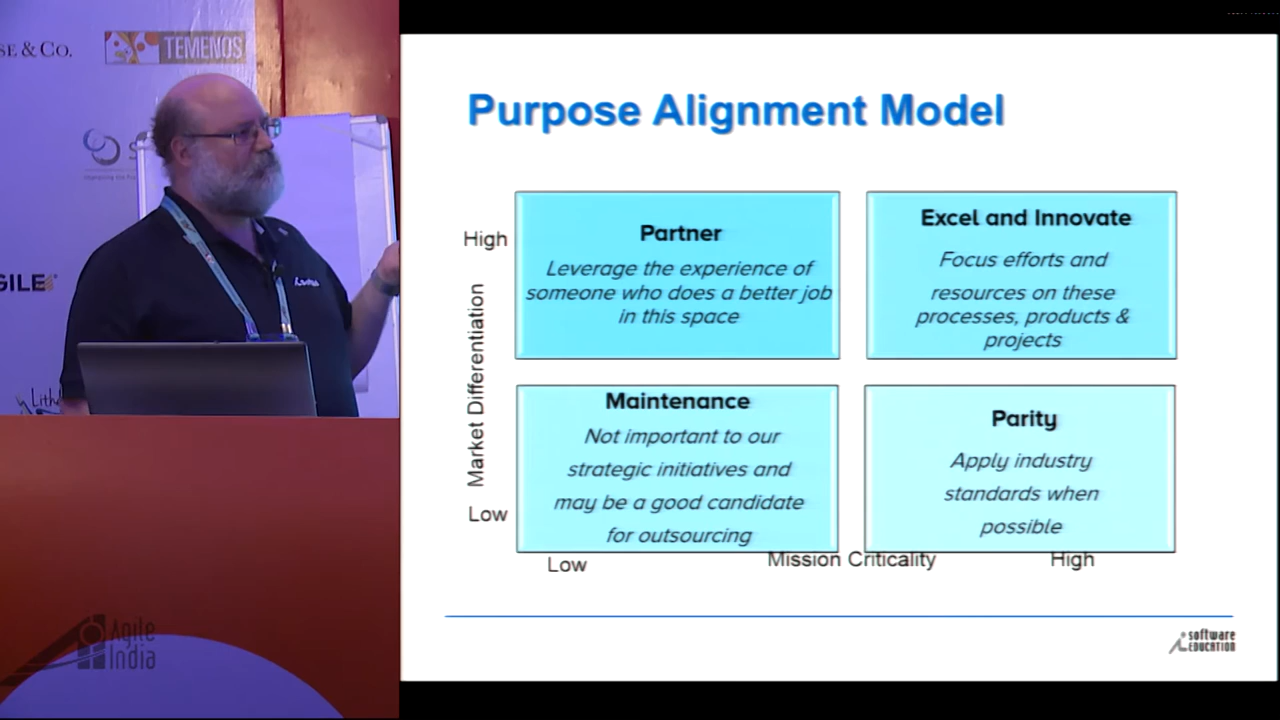 SE & CO.
TEMENOS
GILE
Lith
Agile
India
Purpose Alignment Model
High
Market Differentiation
Low
Partner
Leverage the experience of
someone who does a better job
in this space
Excel and Innovate
Focus efforts and
resources on these
processes, products &
projects
Maintenance
Not important to our
strategic initiatives and
may be a good candidate
for outsourcing
Parity
Apply industry
standards when
possible
Low
Mission Criticality
High
software
EDUCATION